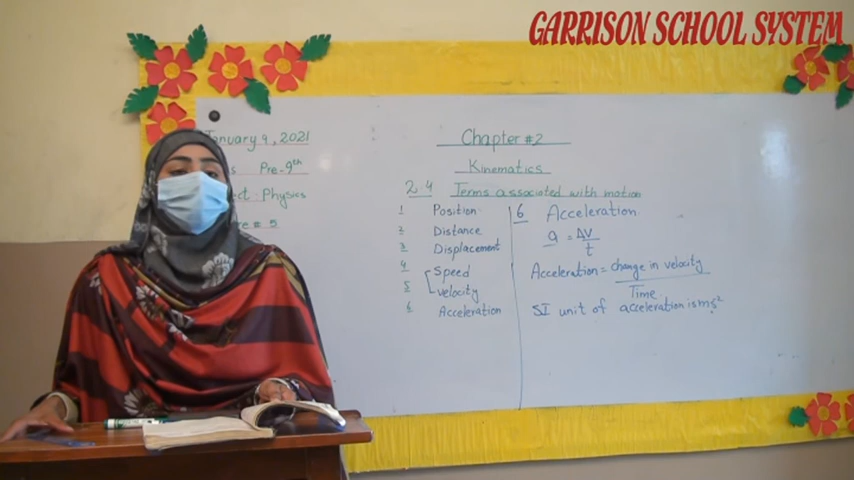 GARRISON SCHOOL SYSTEM
January 9, 2021
Pre-9th
Physics
# 5
Chapter #2
Kinematics
2.4 Terms associated with motion
1 Position
2 Distance
3 Displacement
4 Speed
5 velocity
6 Acceleration
6 Acceleration
a = ΔV/t
Acceleration = change in velocity
Time
SI unit of acceleration is ms⁻²